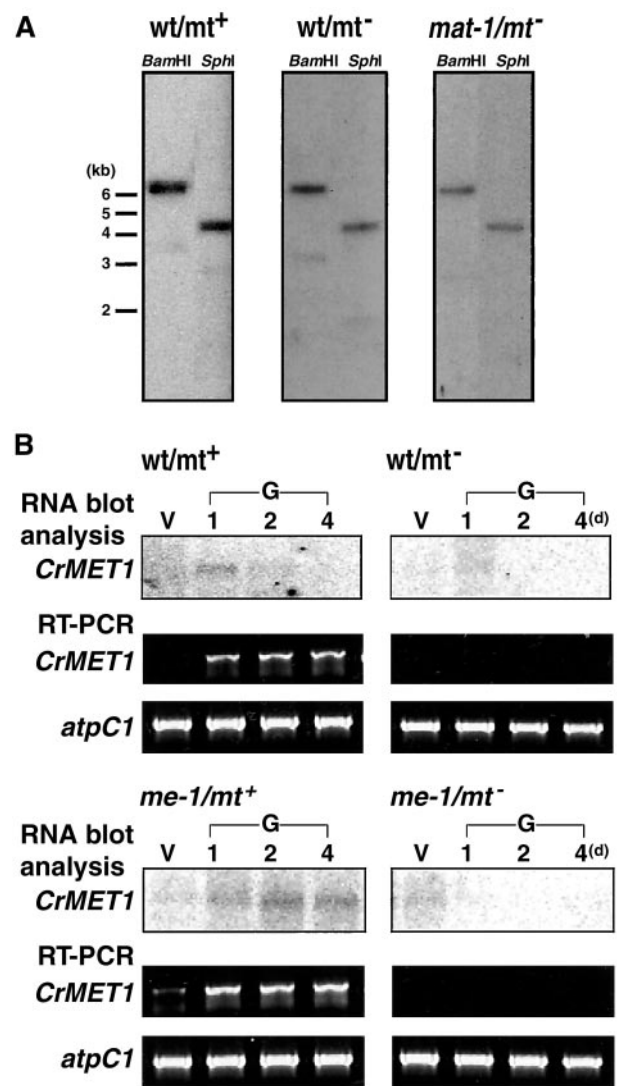 A
wt/mt+ wt/mt- mat-1/mt-
BamHI SphI BamHI SphI BamHI SphI
(kb)
6
5
4
3
2
B
wt/mt+ wt/mt-
RNA blot analysis
G G
V 1 2 4 V 1 2 4(d)
CrMET1
RT-PCR
CrMET1
atpC1
me-1/mt+ me-1/mt-
RNA blot analysis
G G
V 1 2 4 V 1 2 4(d)
CrMET1
RT-PCR
CrMET1
atpC1